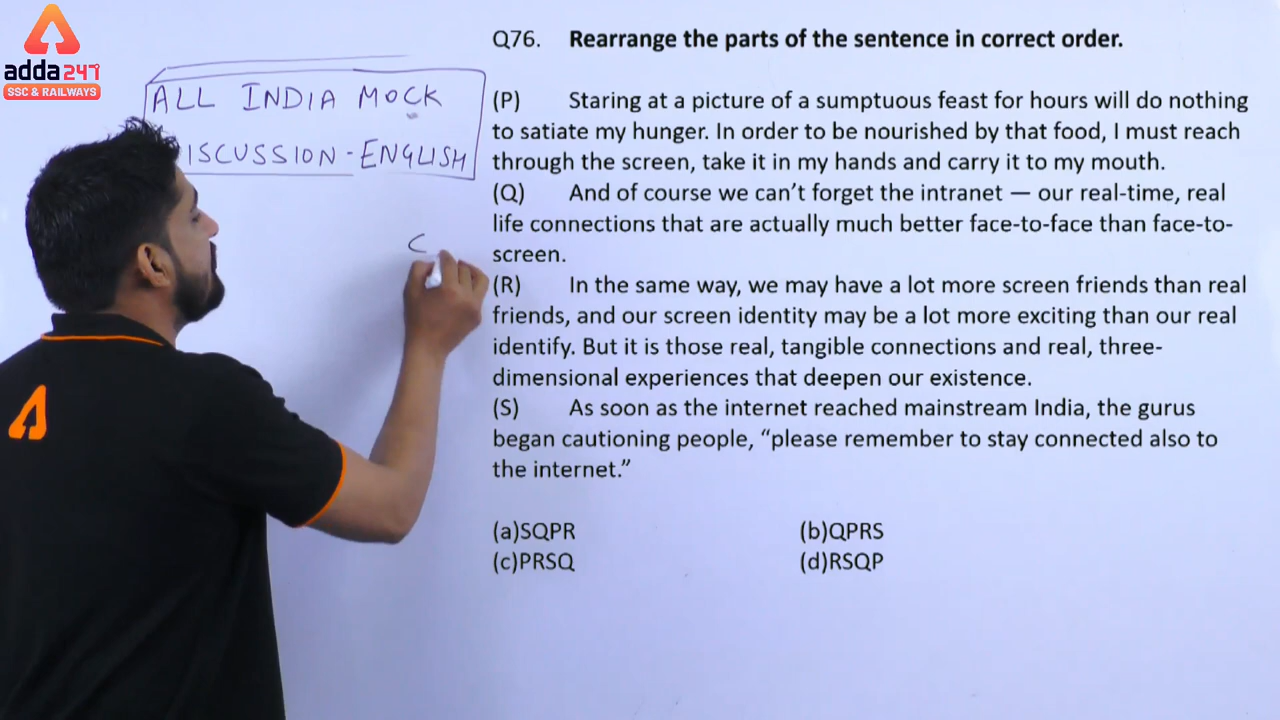 adda247
SSC & RAILWAYS
ALL INDIA MOCK
ISCUSSION - ENGLISH
C
Q76. Rearrange the parts of the sentence in correct order.
(P) Staring at a picture of a sumptuous feast for hours will do nothing
to satiate my hunger. In order to be nourished by that food, I must reach
through the screen, take it in my hands and carry it to my mouth.
(Q) And of course we can’t forget the intranet — our real-time, real
life connections that are actually much better face-to-face than face-to-
screen.
(R) In the same way, we may have a lot more screen friends than real
friends, and our screen identity may be a lot more exciting than our real
identify. But it is those real, tangible connections and real, three-
dimensional experiences that deepen our existence.
(S) As soon as the internet reached mainstream India, the gurus
began cautioning people, “please remember to stay connected also to
the internet.”
(a)SQPR (b)QPRS
(c)PRSQ (d)RSQP